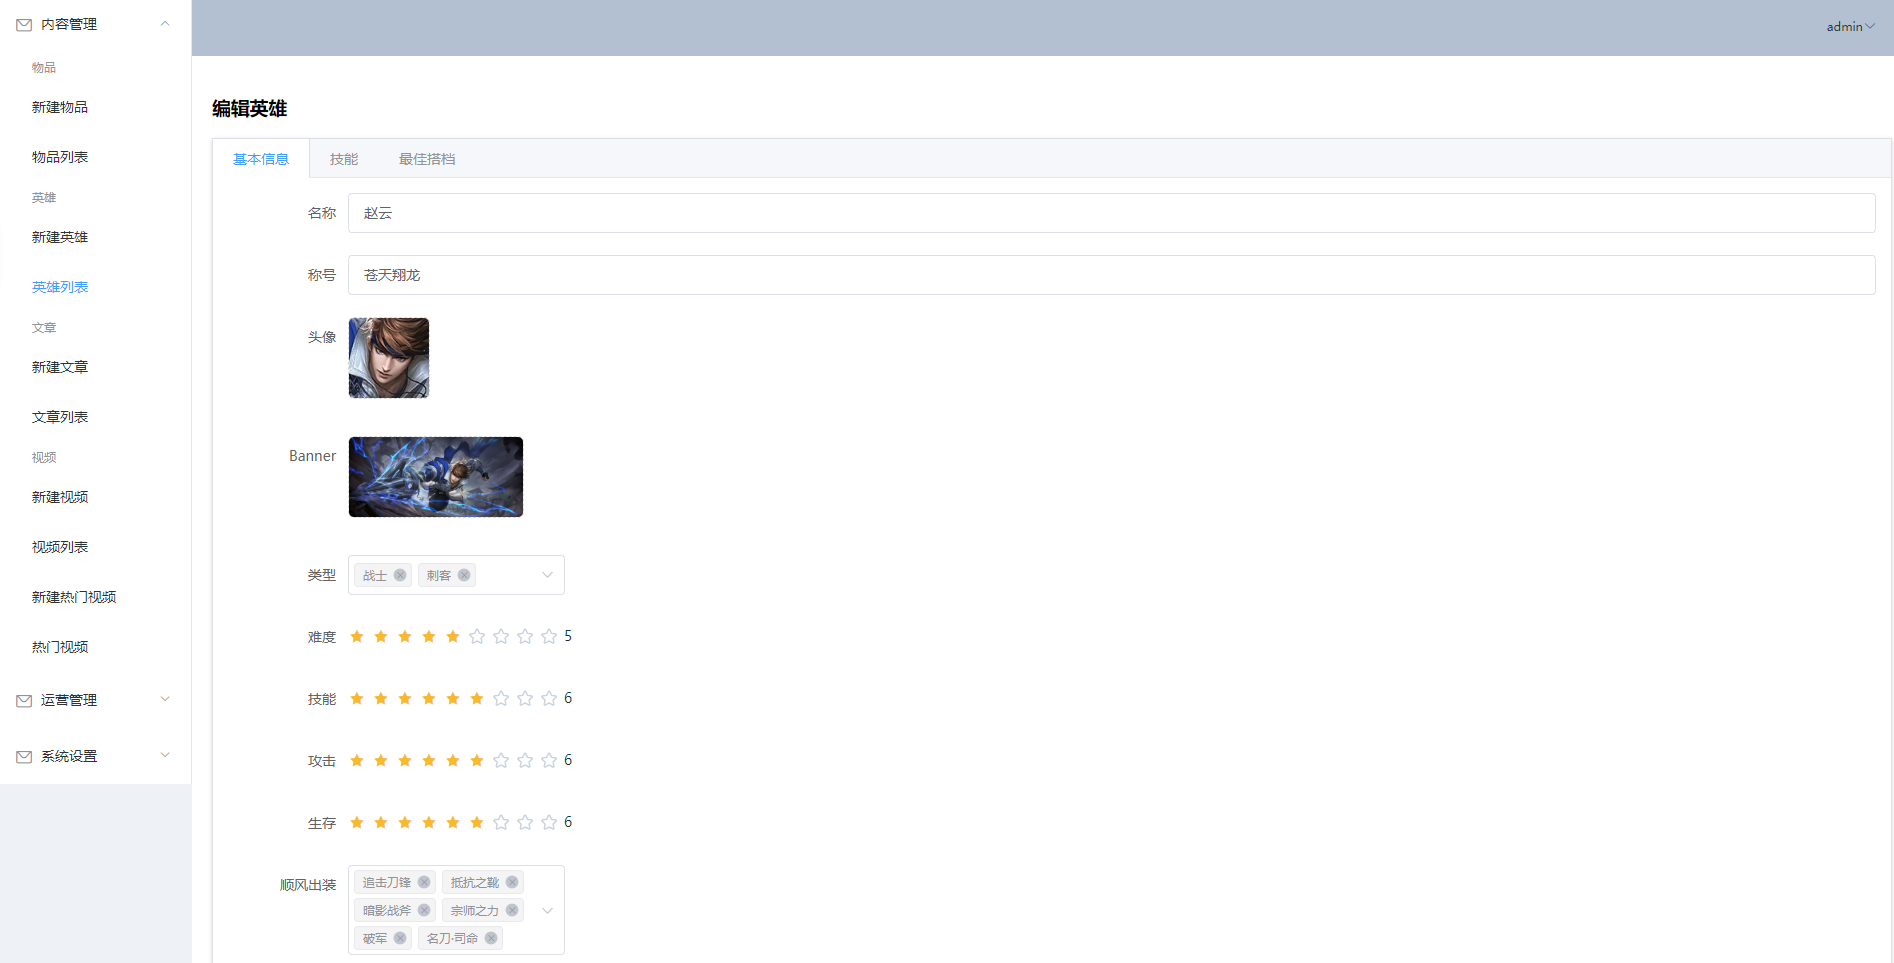 内容管理
物品
新建物品
物品列表
英雄
新建英雄
英雄列表
文章
新建文章
文章列表
视频
新建视频
视频列表
新建热门视频
热门视频
运营管理
系统设置
admin
编辑英雄
基本信息 技能 最佳搭档
名称 赵云
称号 苍天翔龙
头像
Banner
类型 战士 刺客
难度 5
技能 6
攻击 6
生存 6
顺风出装 追击刀锋 抵抗之靴
暗影战斧 宗师之力
破军 名刀·司命